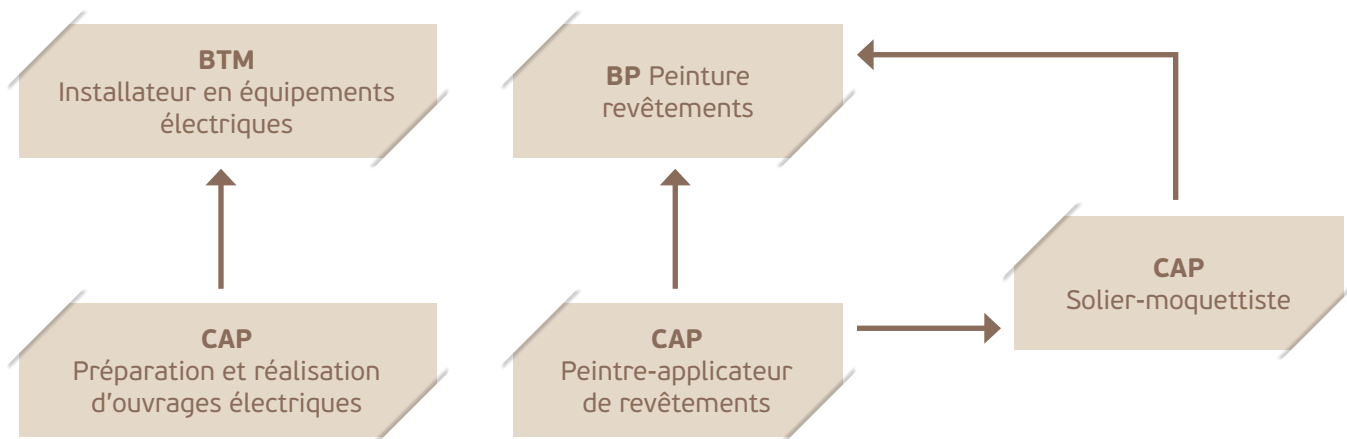 BTM
Installateur en équipements
électriques
BP Peinture
revêtements
CAP
Solier-moquettiste
CAP
Préparation et réalisation
d'ouvrages électriques
CAP
Peintre-applicateur
de revêtements